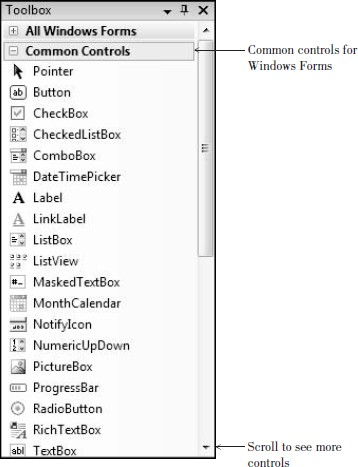 Toolbox
All Windows Forms
Common Controls
Pointer
Button
CheckBox
CheckedListBox
ComboBox
DateTimePicker
Label
LinkLabel
ListBox
ListView
MaskedTextBox
MonthCalendar
NotifyIcon
NumericUpDown
PictureBox
ProgressBar
RadioButton
RichTextBox
TextBox
Common controls for
Windows Forms
Scroll to see more
controls